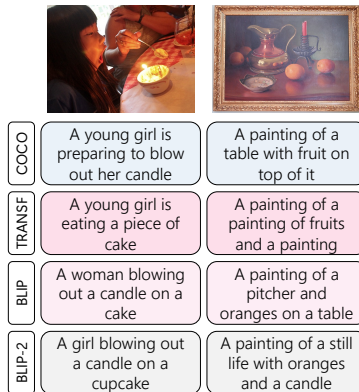 COCO
A young girl is
preparing to blow
out her candle
A painting of a
table with fruit on
top of it
TRANSF
A young girl is
eating a piece of
cake
A painting of a
painting of fruits
and a painting
BLIP
A woman blowing
out a candle on a
cake
A painting of a
pitcher and
oranges on a table
BLIP-2
A girl blowing out
a candle on a
cupcake
A painting of a still
life with oranges
and a candle